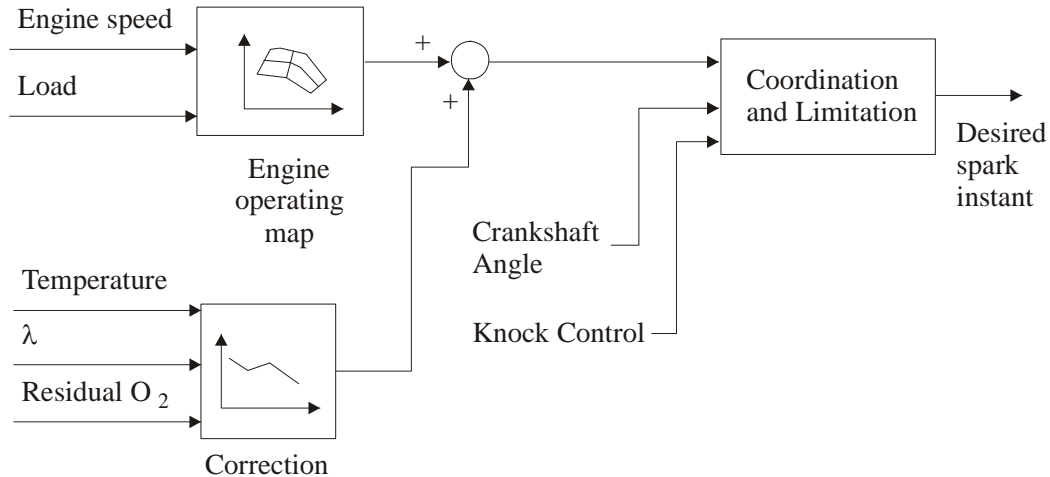 Engine speed
Load
+
+
Engine
operating
map
Coordination
and Limitation
Desired
spark
instant
Crankshaft
Angle
Knock Control
Temperature
λ
Residual O 2
Correction